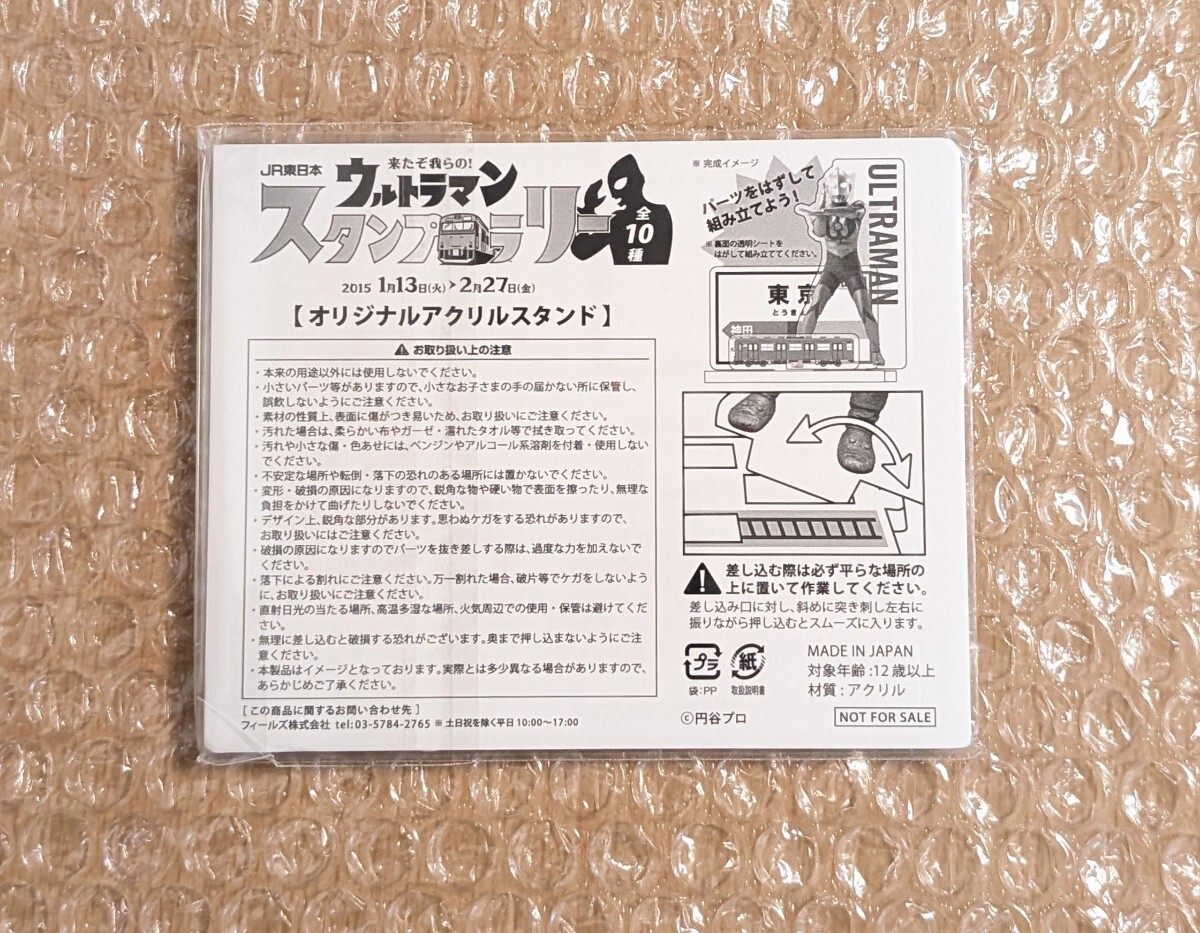 JR東日本
来たぞ我らの!
ウルトラマン
スタンプラリー
全
10
種
2015 1月13日(火)>2月27日(金)
【オリジナルアクリルスタンド】
⚠お取り扱い上の注意
・本来の用途以外には使用しないでください。
・小さいパーツ等がありますので、小さなお子さまの手の届かない所に保管し、
誤飲しないようにご注意ください。
・素材の性質上、表面に傷がつき易いため、お取り扱いにご注意ください。
・汚れた場合は、柔らかい布やガーゼ・濡れたタオル等で拭き取ってください。
・汚れや小さな傷・色あせには、ベンジンやアルコール系溶剤を付着・使用しない
でください。
・不安定な場所や転倒・落下の恐れのある場所には置かないでください。
・変形・破損の原因になりますので、鋭角な物や硬い物で表面を擦ったり、無理な
負担をかけて曲げたりしないでください。
・デザイン上、鋭角な部分があります。思わぬケガをする恐れがありますので、
お取り扱いにはご注意ください。
・破損の原因になりますのでパーツを抜き差しする際は、過度な力を加えないで
ください。
・落下による割れにご注意ください。万一割れた場合、破片等でケガをしないよう
に、お取り扱いにご注意ください。
・直射日光の当たる場所、高温多湿な場所、火気周辺での使用・保管は避けてくだ
さい。
・無理に差し込むと破損する恐れがございます。奥まで押し込まないようにご注
意ください。
・本製品はイメージとなっております。実際とは多少異なる場合がありますので、
あらかじめご了承ください。
[この商品に関するお問い合わせ先]
フィールズ株式会社 tel:03-5784-2765 ※土日祝を除く平日10:00～17:00
※ 完成イメージ
パーツをはずして
組み立てよう!
※裏面の透明シートを
はがして組み立ててください。
ULTRAMAN
東京
とうきょ
神田
⚠差し込む際は必ず平らな場所の
上に置いて作業してください。
差し込み口に対し、斜めに突き刺し左右に
振りながら押し込むとスムーズに入ります。
プラ
袋:PP
紙
取扱説明書
MADE IN JAPAN
対象年齢:12歳以上
材質:アクリル
©円谷プロ
NOT FOR SALE